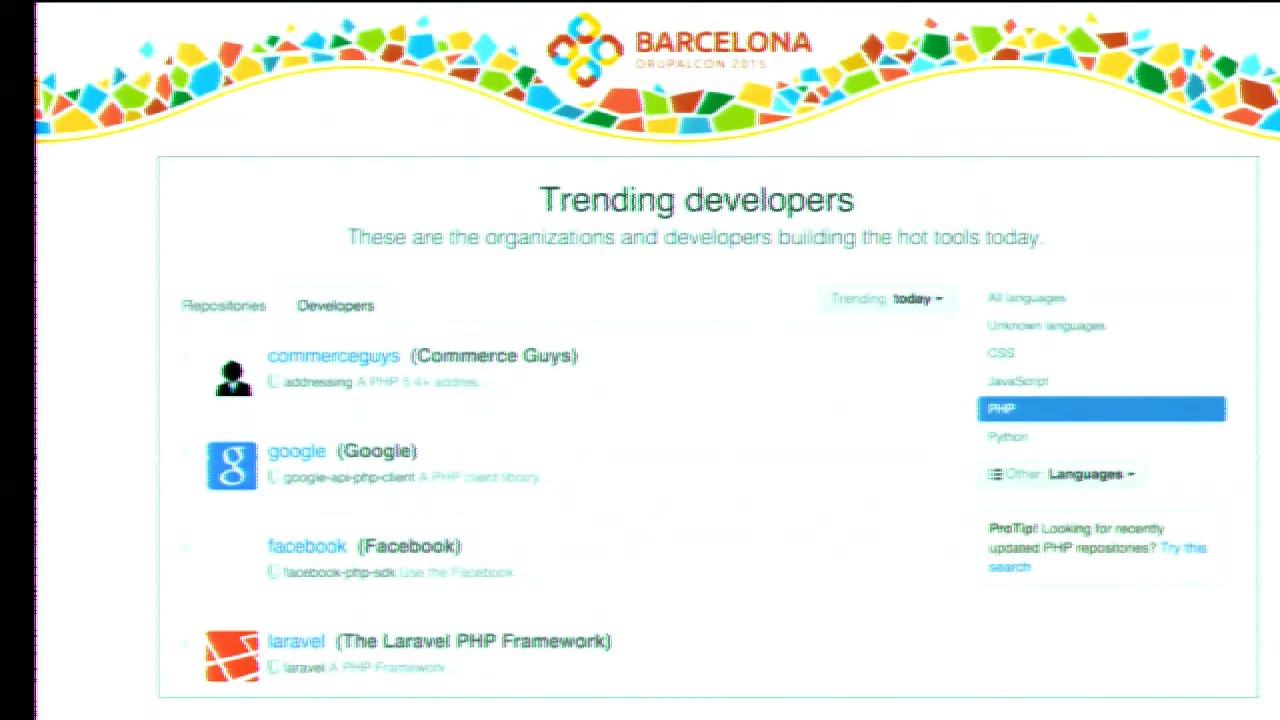 BARCELONA
DRUPALCON 2015
Trending developers
These are the organizations and developers building the hot tools today.
Repositories
Developers
Trending: today
commerceguys (Commerce Guys)
addressing A PHP 5.4+ addres...
google (Google)
google-api-php-client A PHP client library...
facebook (Facebook)
facebook-php-sdk Use the Facebook ...
laravel (The Laravel PHP Framework)
laravel A PHP Framework ...
All languages
Unknown languages
CSS
JavaScript
PHP
Python
Other: Languages
ProTip! Looking for recently
updated PHP repositories? Try this
search